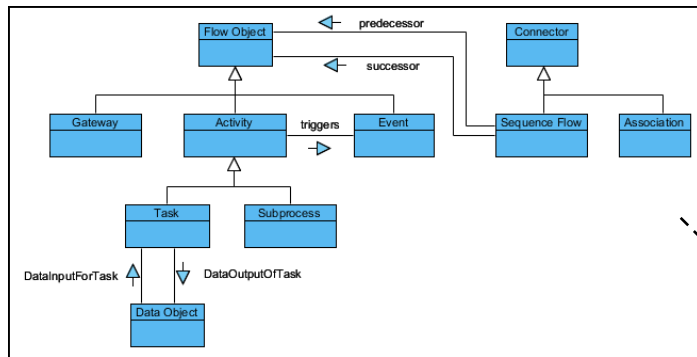 predecessor
Flow Object
Connector
successor
Gateway
Activity
triggers
Event
Sequence Flow
Association
Task
Subprocess
DataInputForTask
DataOutputOfTask
Data Object